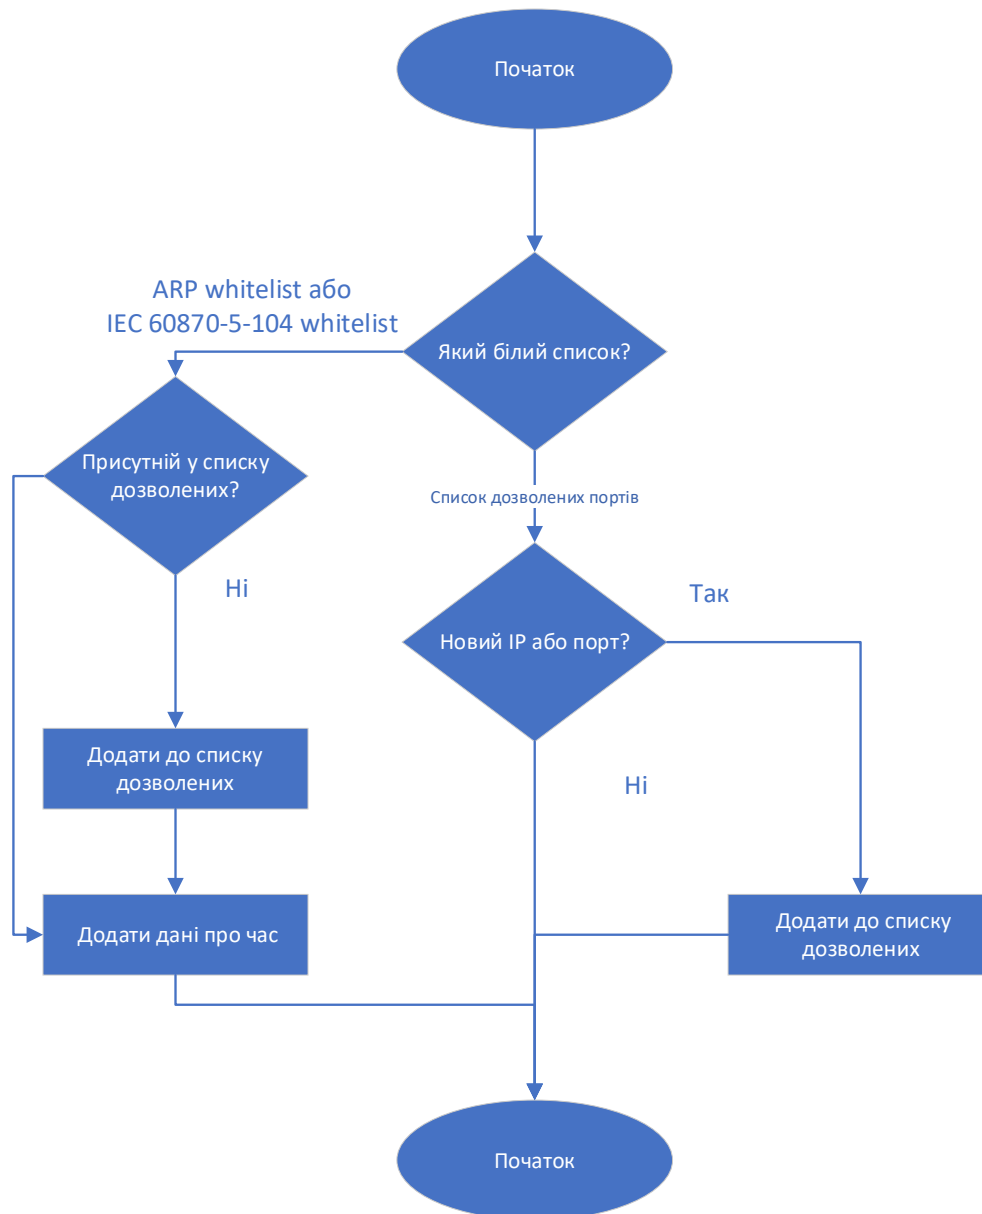 Початок
ARP whitelist або
IEC 60870-5-104 whitelist
Який білий список?
Присутній у списку
дозволених?
Список дозволених портів
Ні
Так
Новий IP або порт?
Ні
Додати до списку
дозволених
Додати дані про час
Додати до списку
дозволених
Початок